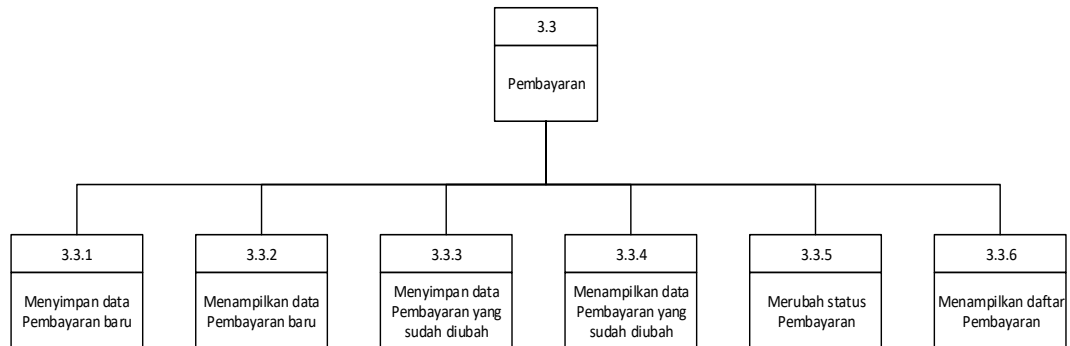 3.3
Pembayaran
3.3.1
Menyimpan data
Pembayaran baru
3.3.2
Menampilkan data
Pembayaran baru
3.3.3
Menyimpan data
Pembayaran yang
sudah diubah
3.3.4
Menampilkan data
Pembayaran yang
sudah diubah
3.3.5
Merubah status
Pembayaran
3.3.6
Menampilkan daftar
Pembayaran